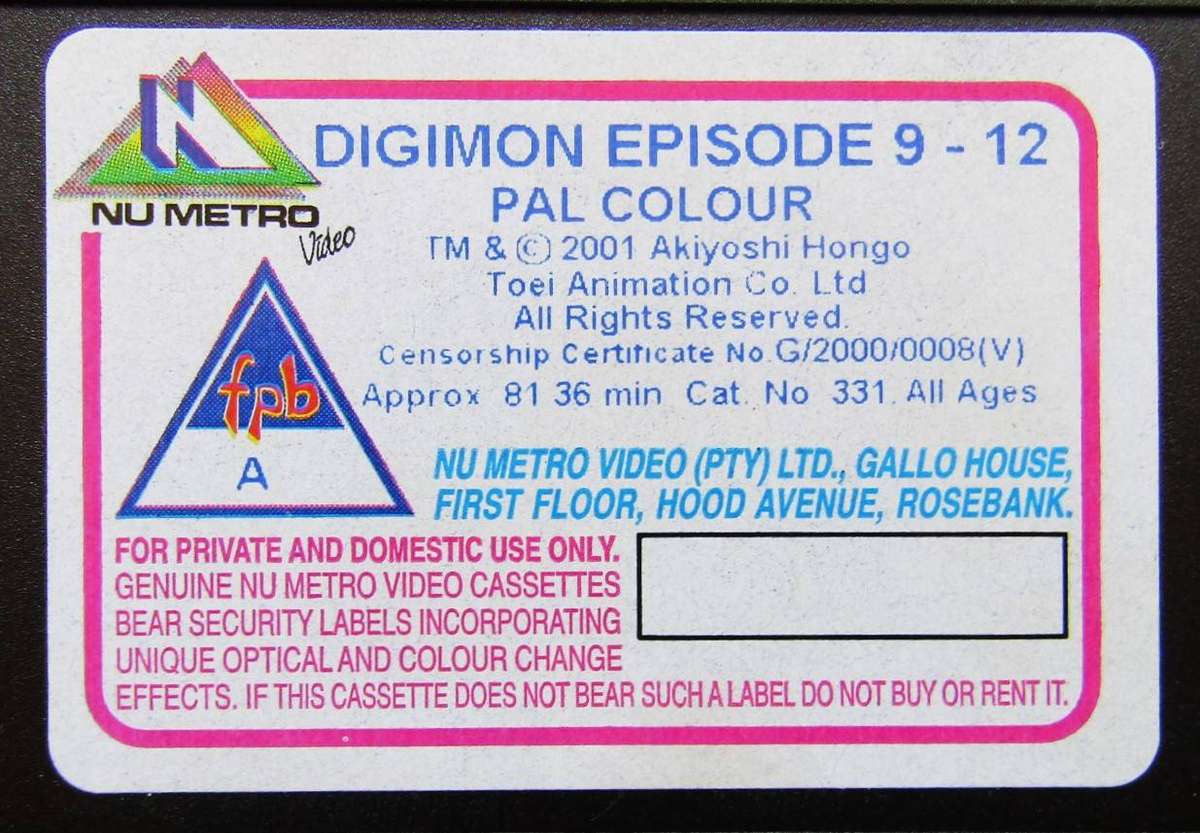 N
NU METRO
Video
DIGIMON EPISODE 9 - 12
PAL COLOUR
TM & © 2001 Akiyoshi Hongo
Toei Animation Co. Ltd
All Rights Reserved.
Censorship Certificate No.G/2000/0008(V)
Approx 81 36 min Cat. No 331. All Ages
fpb
A
NU METRO VIDEO (PTY) LTD., GALLO HOUSE,
FIRST FLOOR, HOOD AVENUE, ROSEBANK.
FOR PRIVATE AND DOMESTIC USE ONLY.
GENUINE NU METRO VIDEO CASSETTES
BEAR SECURITY LABELS INCORPORATING
UNIQUE OPTICAL AND COLOUR CHANGE
EFFECTS. IF THIS CASSETTE DOES NOT BEAR SUCH A LABEL DO NOT BUY OR RENT IT.